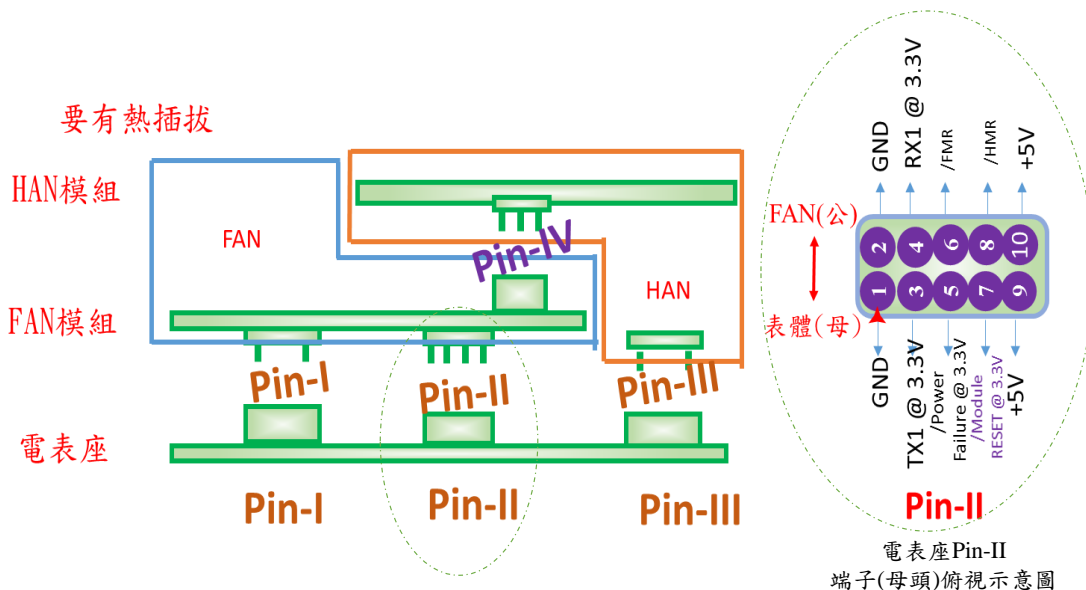 要有熱插拔
HAN模組
FAN
Pin-IV
HAN
FAN模組
Pin-I
Pin-II
Pin-III
電表座
Pin-I
Pin-II
Pin-III
GND
RX1 @ 3.3V
/FMR
/HMR
+5V
FAN(公)
2 4 6 8 10
1 3 5 7 9
表體(母)
GND
TX1 @ 3.3V
/Power
Failure @ 3.3V
/Module
RESET @ 3.3V
+5V
Pin-II
電表座Pin-II
端子(母頭)俯視示意圖